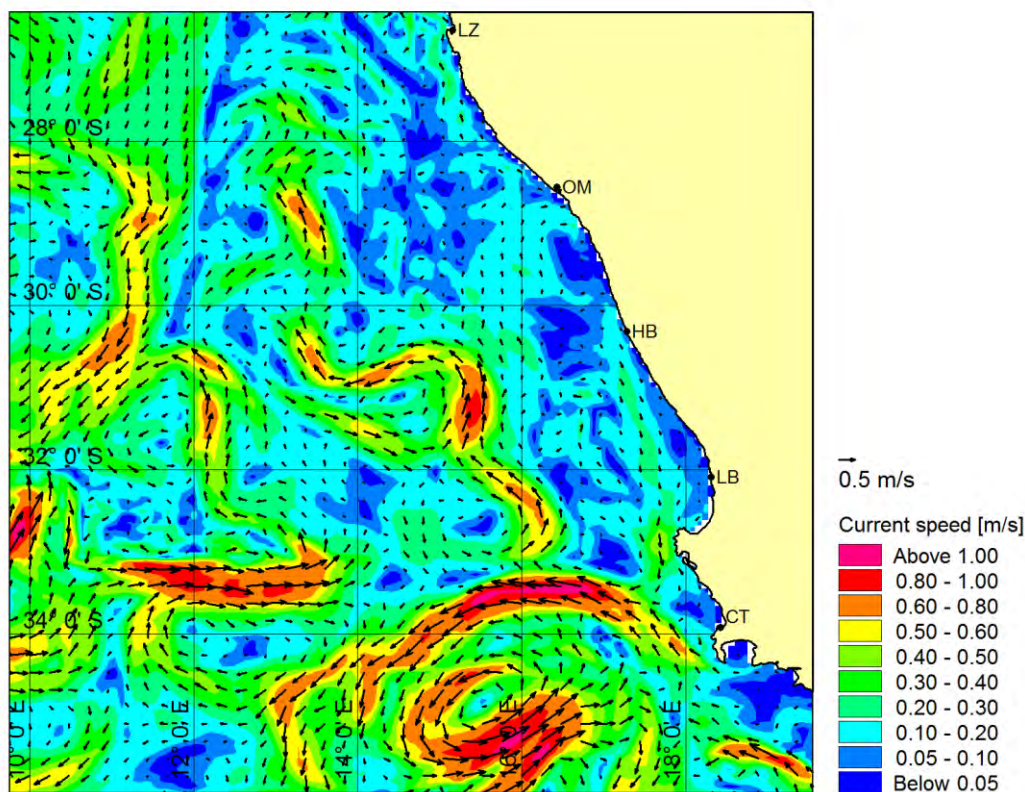 LZ
28° 0' S
OM
30° 0' S
HB
32° 0' S
LB
34° 0' S
CT
10° 0' E
12° 0' E
14° 0' E
16° 0' E
18° 0' E
0.5 m/s
Current speed [m/s]
Above 1.00
0.80 - 1.00
0.60 - 0.80
0.50 - 0.60
0.40 - 0.50
0.30 - 0.40
0.20 - 0.30
0.10 - 0.20
0.05 - 0.10
Below 0.05